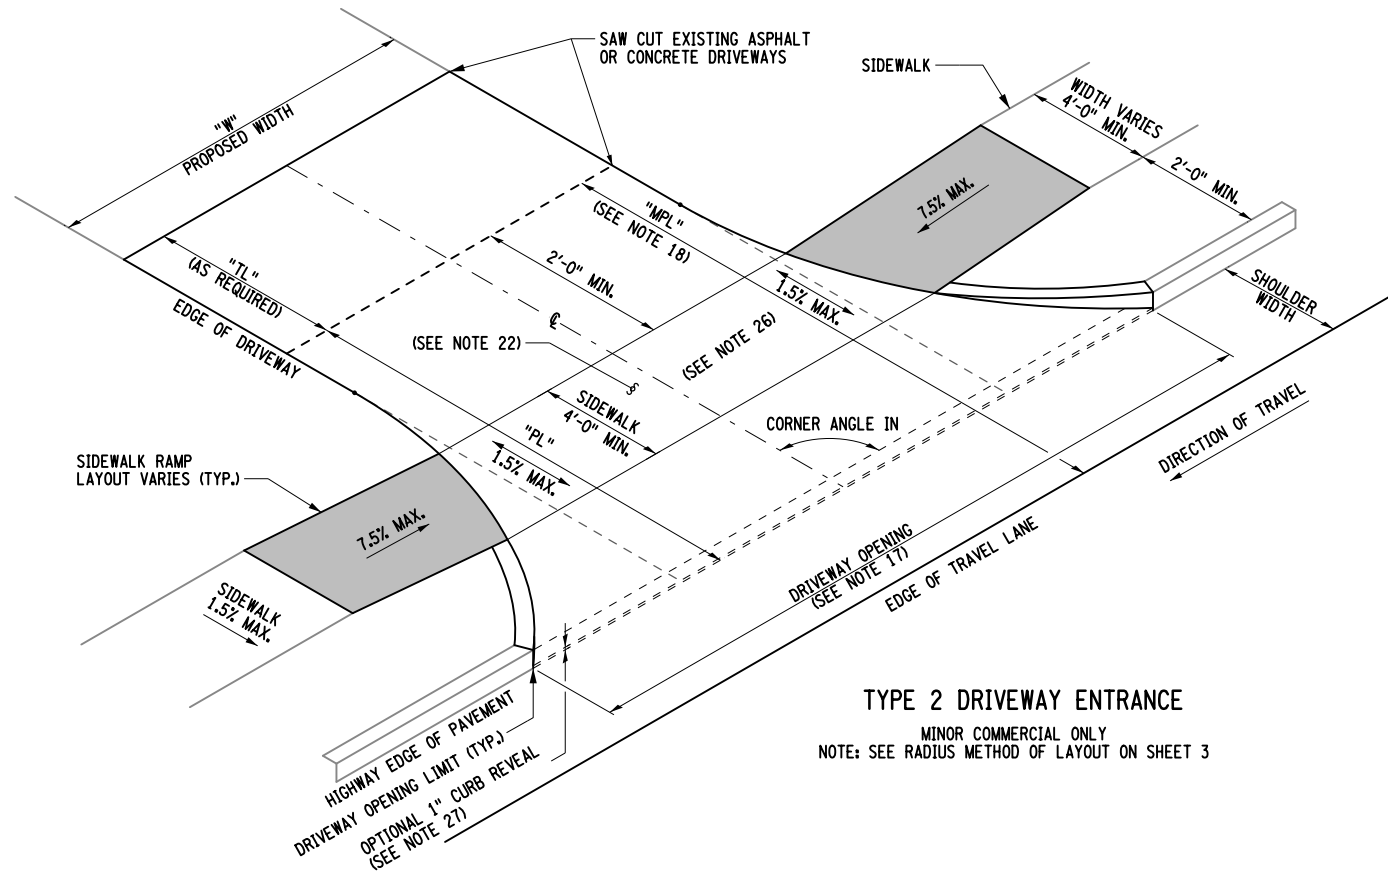 SAW CUT EXISTING ASPHALT
OR CONCRETE DRIVEWAYS
SIDEWALK
WIDTH VARIES
4'-0" MIN.
2'-0" MIN.
"W"
PROPOSED WIDTH
7.5% MAX.
"MPL"
(SEE NOTE 18)
"TL"
(AS REQUIRED)
2'-0" MIN.
1.5% MAX.
SHOULDER
WIDTH
EDGE OF DRIVEWAY
℄
(SEE NOTE 22)
(SEE NOTE 26)
SIDEWALK
4'-0" MIN.
"PL"
1.5% MAX.
CORNER ANGLE IN
DIRECTION OF TRAVEL
SIDEWALK RAMP
LAYOUT VARIES (TYP.)
7.5% MAX.
SIDEWALK
1.5% MAX.
DRIVEWAY OPENING
(SEE NOTE 17)
EDGE OF TRAVEL LANE
HIGHWAY EDGE OF PAVEMENT
DRIVEWAY OPENING LIMIT (TYP.)
OPTIONAL 1" CURB REVEAL
(SEE NOTE 27)
TYPE 2 DRIVEWAY ENTRANCE
MINOR COMMERCIAL ONLY
NOTE: SEE RADIUS METHOD OF LAYOUT ON SHEET 3